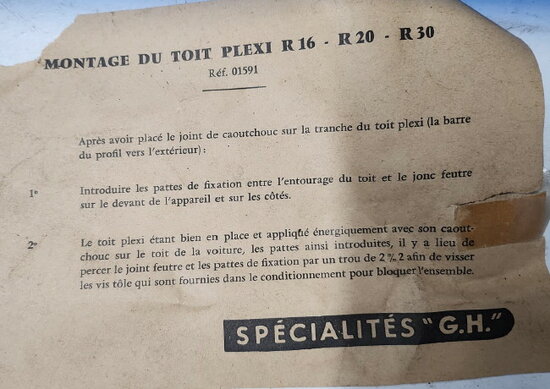 MONTAGE DU TOIT PLEXI R 16 - R 20 - R 30
Réf. 01591
Après avoir placé le joint de caoutchouc sur la tranche du toit plexi (la barre
du profil vers l'extérieur) :
1º Introduire les pattes de fixation entre l'entourage du toit et le jonc feutre
sur le devant de l'appareil et sur les côtés.
2º Le toit plexi étant bien en place et appliqué énergiquement avec son caout-
chouc sur le toit de la voiture, les pattes ainsi introduites, il y a lieu de
percer le joint feutre et les pattes de fixation par un trou de 2 % 2 afin de visser
les vis tôle qui sont fournies dans le conditionnement pour bloquer l'ensemble.
SPÉCIALITÉS "G.H."